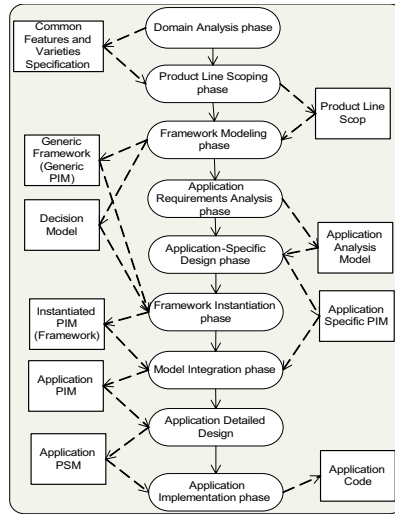 Domain Analysis phase
Common
Features and
Varieties
Specification
Product Line Scoping
phase
Product Line
Scop
Framework Modeling
phase
Generic
Framework
(Generic
PIM)
Application
Requirements Analysis
phase
Decision
Model
Application
Analysis
Model
Application-Specific
Design phase
Framework Instantiation
phase
Instantiated
PIM
(Framework)
Application
Specific PIM
Model Integration phase
Application
PIM
Application Detailed
Design
Application
PSM
Application
Implementation phase
Application
Code